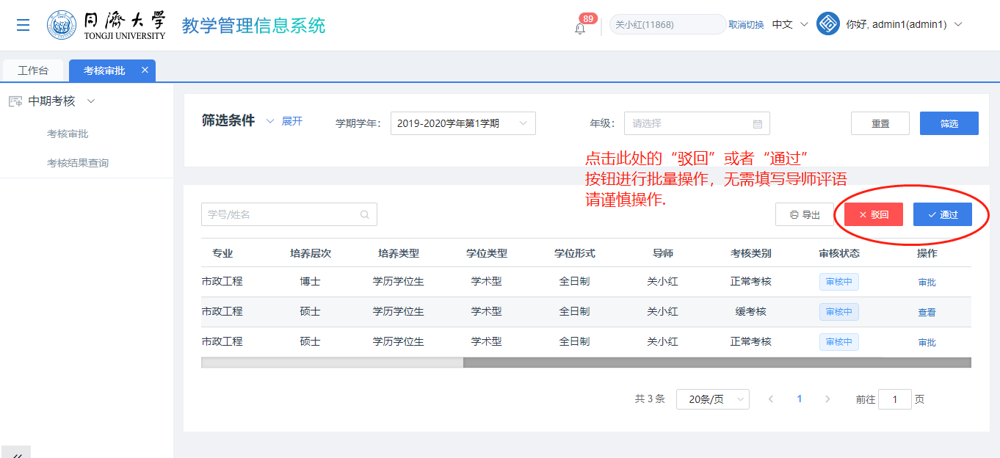 同濟大學
TONGJI UNIVERSITY
教学管理信息系统
89
关小红(11868)
取消切换
中文
你好, admin1(admin1)
工作台
考核审批
中期考核
考核审批
考核结果查询
筛选条件
展开
学期学年：
2019-2020学年第1学期
年级：
请选择
重置
筛选
点击此处的“驳回”或者“通过”
按钮进行批量操作，无需填写导师评语
请谨慎操作.
学号/姓名
导出
驳回
通过
专业 培养层次 培养类型 学位类型 学位形式 导师 考核类别 审核状态 操作
市政工程 博士 学历学位生 学术型 全日制 关小红 正常考核 审核中 审批
市政工程 硕士 学历学位生 学术型 全日制 关小红 缓考核 审核中 查看
市政工程 硕士 学历学位生 学术型 全日制 关小红 正常考核 审核中 审批
共 3 条 20条/页 1 前往 1 页